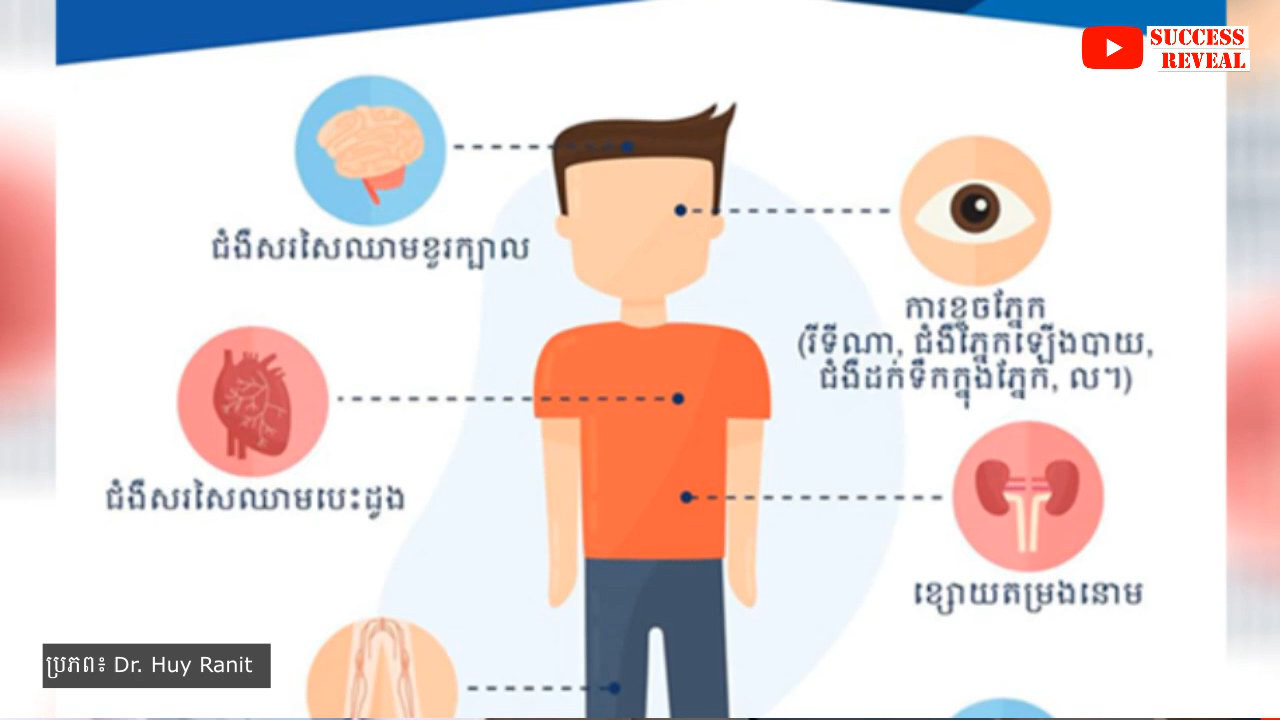 SUCCESS
REVEAL
ជំងឺសរសៃឈាមខួរក្បាល
ការខូចភ្នែក
(រីទីណា, ជំងឺភ្នែកឡើងបាយ,
ជំងឺដក់ទឹកក្នុងភ្នែក, ល។)
ជំងឺសរសៃឈាមបេះដូង
ខ្សោយតម្រងនោម
ប្រភព៖ Dr. Huy Ranit